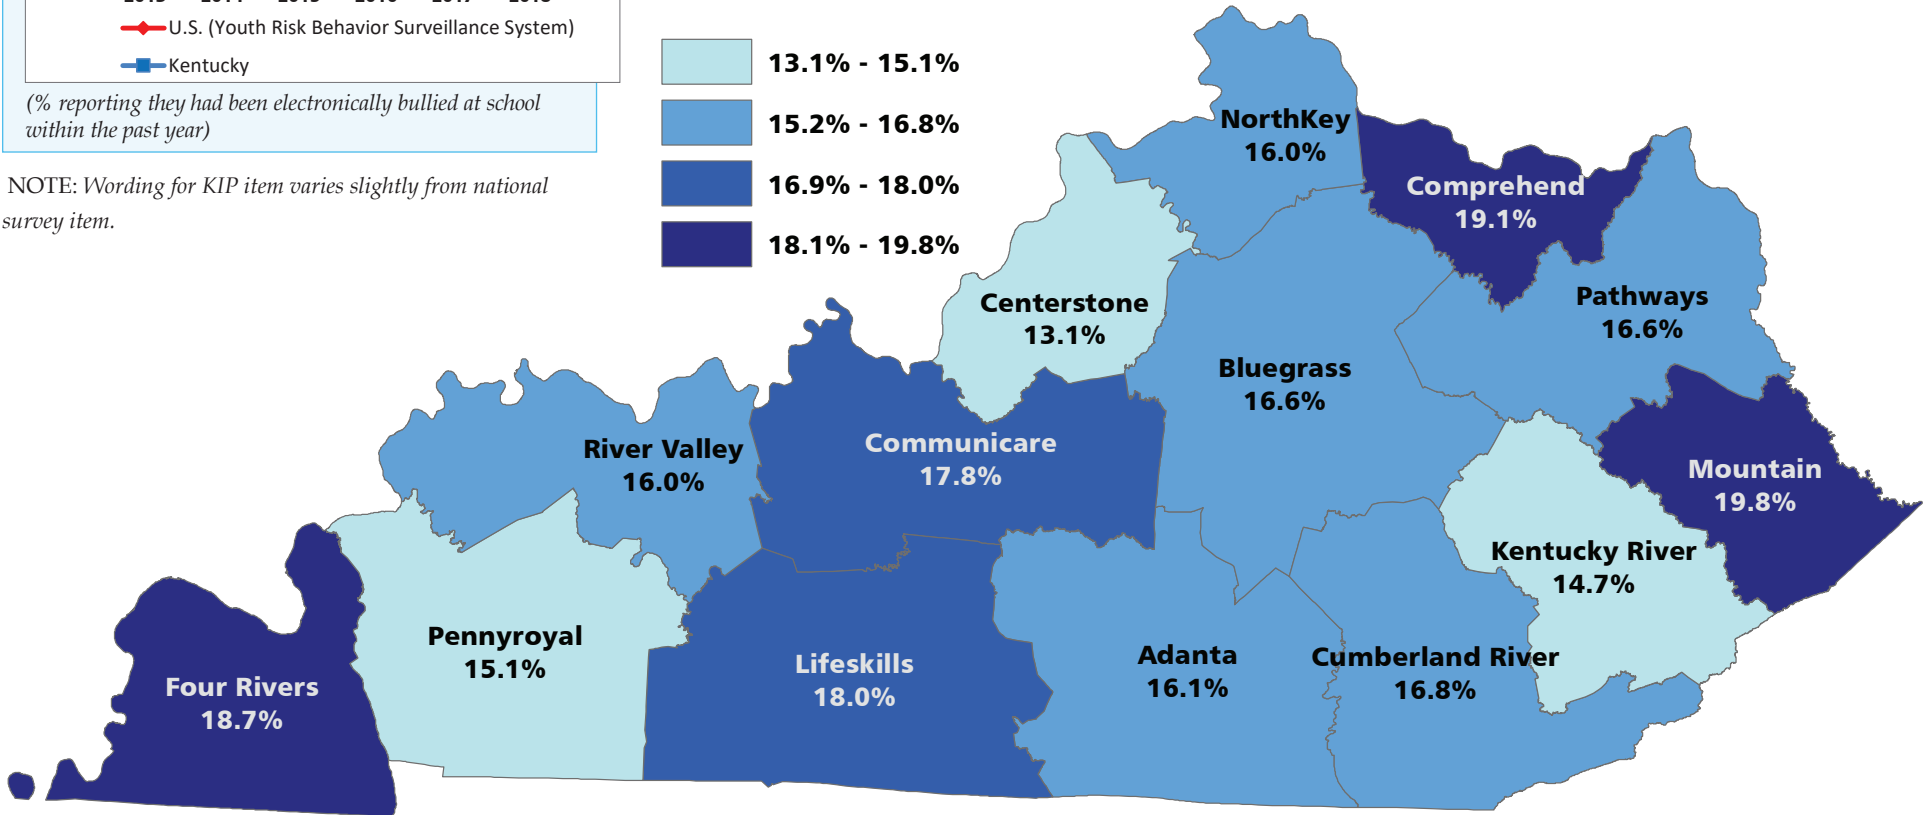 U.S. (Youth Risk Behavior Surveillance System)
Kentucky
(% reporting they had been electronically bullied at school
within the past year)
NOTE: Wording for KIP item varies slightly from national
survey item.
13.1% - 15.1%
15.2% - 16.8%
16.9% - 18.0%
18.1% - 19.8%
NorthKey
16.0%
Comprehend
19.1%
Centerstone
13.1%
Pathways
16.6%
Bluegrass
16.6%
River Valley
16.0%
Communicare
17.8%
Mountain
19.8%
Kentucky River
14.7%
Pennyroyal
15.1%
Lifeskills
18.0%
Adanta
16.1%
Cumberland River
16.8%
Four Rivers
18.7%